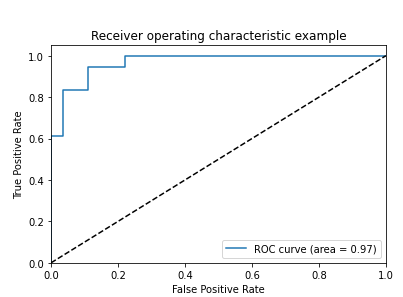 Receiver operating characteristic example
1.0
0.8
0.6
0.4
0.2
0.0
True Positive Rate
ROC curve (area = 0.97)
0.0 0.2 0.4 0.6 0.8 1.0
False Positive Rate